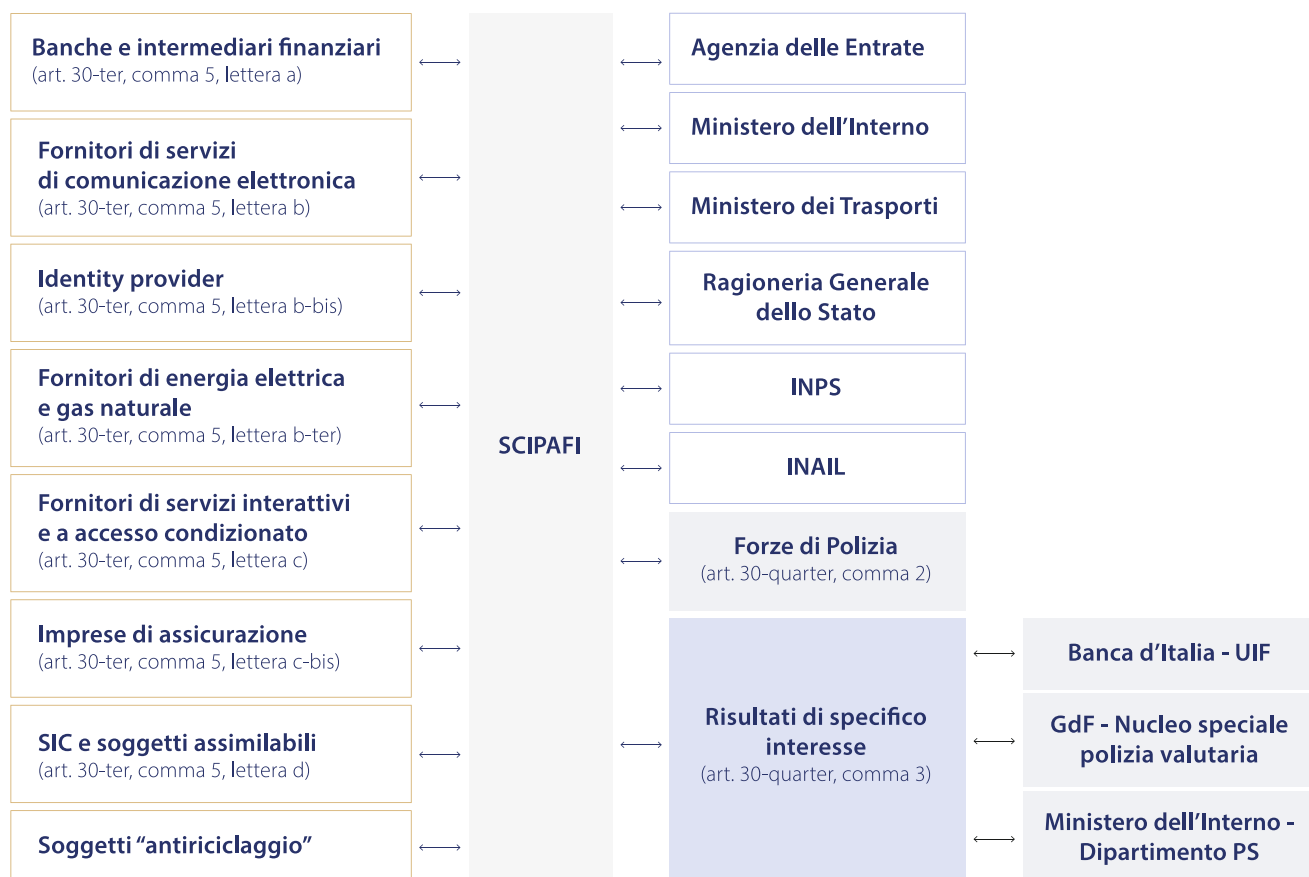 Banche e intermediari finanziari
(art. 30-ter, comma 5, lettera a)
Fornitori di servizi
di comunicazione elettronica
(art. 30-ter, comma 5, lettera b)
Identity provider
(art. 30-ter, comma 5, lettera b-bis)
Fornitori di energia elettrica
e gas naturale
(art. 30-ter, comma 5, lettera b-ter)
Fornitori di servizi interattivi
e a accesso condizionato
(art. 30-ter, comma 5, lettera c)
Imprese di assicurazione
(art. 30-ter, comma 5, lettera c-bis)
SIC e soggetti assimilabili
(art. 30-ter, comma 5, lettera d)
Soggetti “antiriciclaggio”
SCIPAFI
Agenzia delle Entrate
Ministero dell’Interno
Ministero dei Trasporti
Ragioneria Generale
dello Stato
INPS
INAIL
Forze di Polizia
(art. 30-quarter, comma 2)
Risultati di specifico
interesse
(art. 30-quarter, comma 3)
Banca d’Italia - UIF
GdF - Nucleo speciale
polizia valutaria
Ministero dell’Interno -
Dipartimento PS